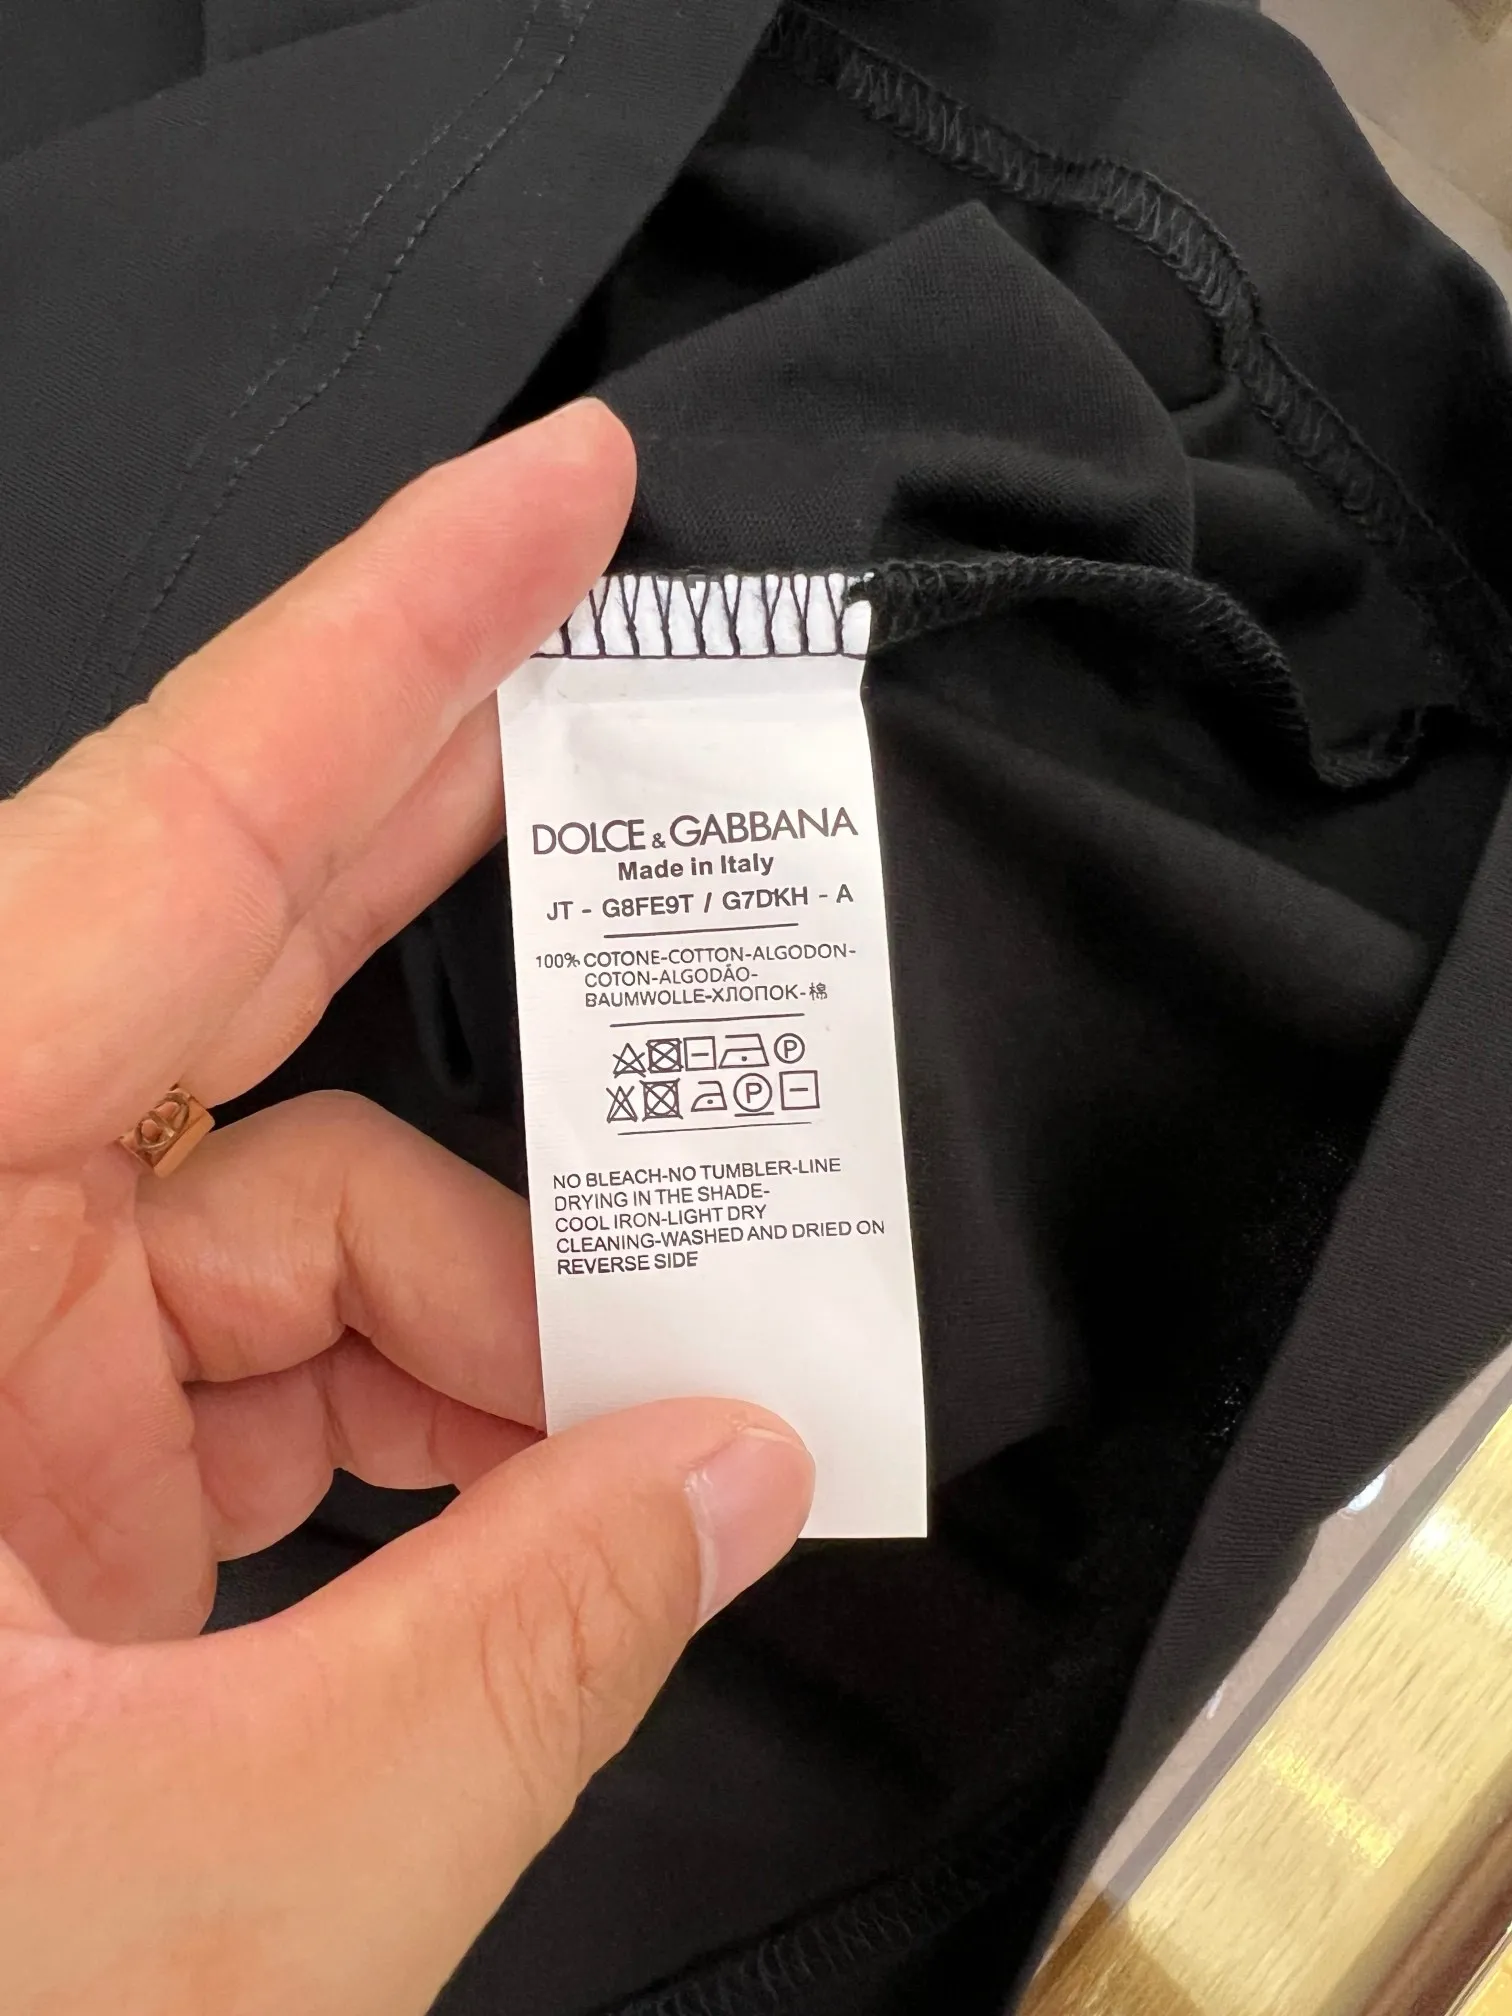 DOLCE & GABBANA
Made in Italy
JT - G8FE9T / G7DKH - A
100% COTONE-COTTON-ALGODON-
COTON-ALGODÃO-
BAUMWOLLE-ХЛОПОК-棉
P
P
NO BLEACH-NO TUMBLER-LINE
DRYING IN THE SHADE-
COOL IRON-LIGHT DRY
CLEANING-WASHED AND DRIED ON
REVERSE SIDE